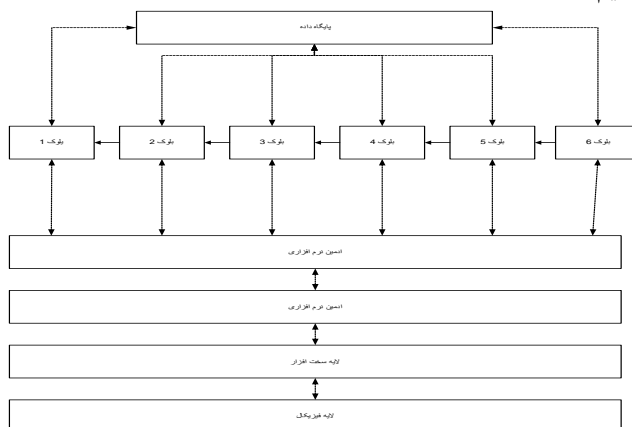 پایگاه داده
بلوک 1
بلوک 2
بلوک 3
بلوک 4
بلوک 5
بلوک 6
ادمین نرم افزاری
ادمین نرم افزاری
لایه سخت افزار
لایه فیزیکال